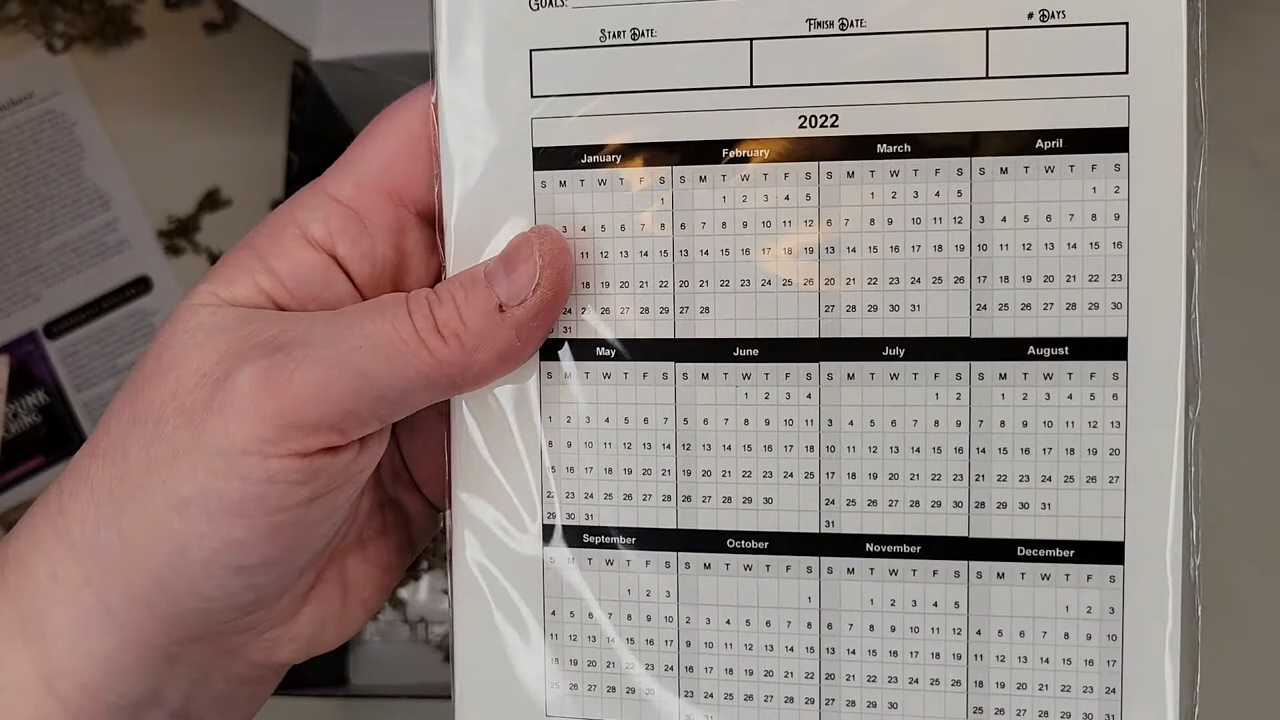 GOALS:
START DATE: FINISH DATE: # DAYS
2022
January February March April
S M T W T F S S M T W T F S S M T W T F S S M T W T F S
1 1 2 3 4 5 1 2 3 4 5 1 2
3 4 5 6 7 8 6 7 8 9 10 11 12 6 7 8 9 10 11 12 3 4 5 6 7 8 9
11 12 13 14 15 13 14 15 16 17 18 19 13 14 15 16 17 18 19 10 11 12 13 14 15 16
18 19 20 21 22 20 21 22 23 24 25 26 20 21 22 23 24 25 26 17 18 19 20 21 22 23
24 25 26 27 28 29 27 28 27 28 29 30 31 24 25 26 27 28 29 30
31
May June July August
S M T W T F S S M T W T F S S M T W T F S S M T W T F S
1 2 3 4 1 2 1 2 3 4 5 6
1 2 3 4 5 6 7 5 6 7 8 9 10 11 3 4 5 6 7 8 9 7 8 9 10 11 12 13
8 9 10 11 12 13 14 12 13 14 15 16 17 18 10 11 12 13 14 15 16 14 15 16 17 18 19 20
15 16 17 18 19 20 21 19 20 21 22 23 24 25 17 18 19 20 21 22 23 21 22 23 24 25 26 27
22 23 24 25 26 27 28 26 27 28 29 30 24 25 26 27 28 29 30 28 29 30 31
29 30 31 31
September October November December
S M T W T F S S M T W T F S S M T W T F S S M T W T F S
1 2 3 1 1 2 3 4 5 1 2 3
4 5 6 7 8 9 10 2 3 4 5 6 7 8 6 7 8 9 10 11 12 4 5 6 7 8 9 10
11 12 13 14 15 16 17 9 10 11 12 13 14 15 13 14 15 16 17 18 19 11 12 13 14 15 16 17
18 19 20 21 22 23 24 16 17 18 19 20 21 22 20 21 22 23 24 25 26 18 19 20 21 22 23 24
25 26 27 28 29 30 23 24 25 26 27 28 29 27 28 29 30 25 26 27 28 29 30 31
30 31